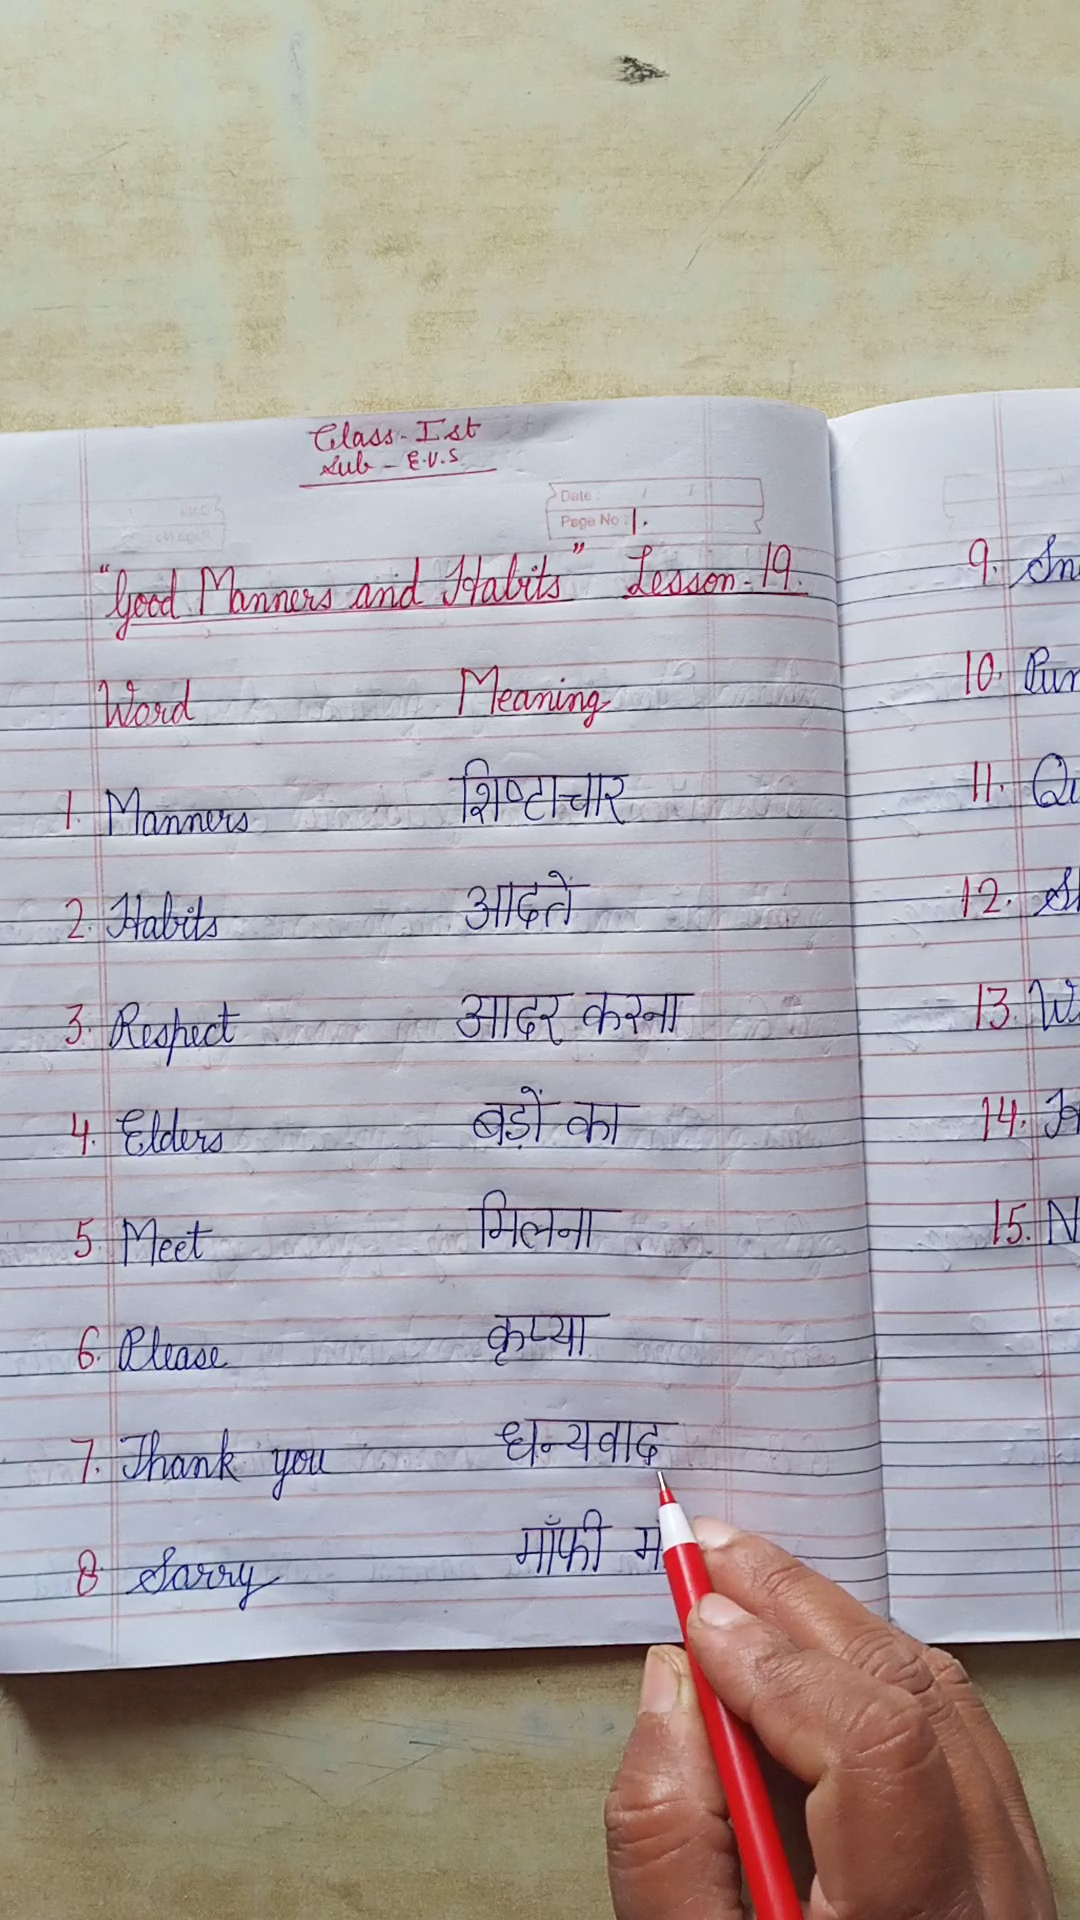 Class - Ist
Sub - E.V.S.
Date :
Page No : 1.
"Good Manners and Habits" Lesson - 19.
Word Meaning
1. Manners शिष्टाचार
2. Habits आदतें
3. Respect आदर करना
4. Elders बड़ों का
5. Meet मिलना
6. Please कृप्या
7. Thank you धन्यवाद
8. Sorry माँफी
9.
10.
11.
12.
13.
14.
15.